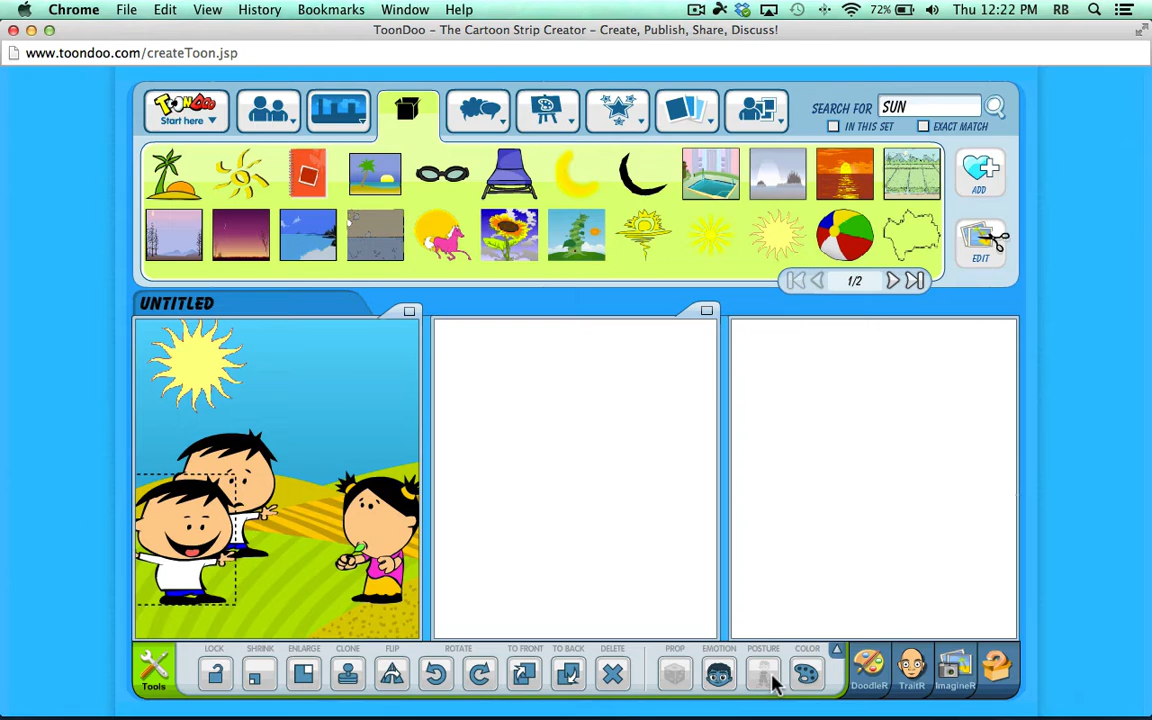 Chrome File Edit View History Bookmarks Window Help 72% Thu 12:22 PM RB
ToonDoo – The Cartoon Strip Creator – Create, Publish, Share, Discuss!
www.toondoo.com/createToon.jsp
TOONDOO
Start here
SEARCH FOR SUN
IN THIS SET EXACT MATCH
ADD
EDIT
1/2
UNTITLED
LOCK SHRINK ENLARGE CLONE FLIP ROTATE TO FRONT TO BACK DELETE PROP EMOTION POSTURE COLOR
Tools DoodleR TraitR ImagineR